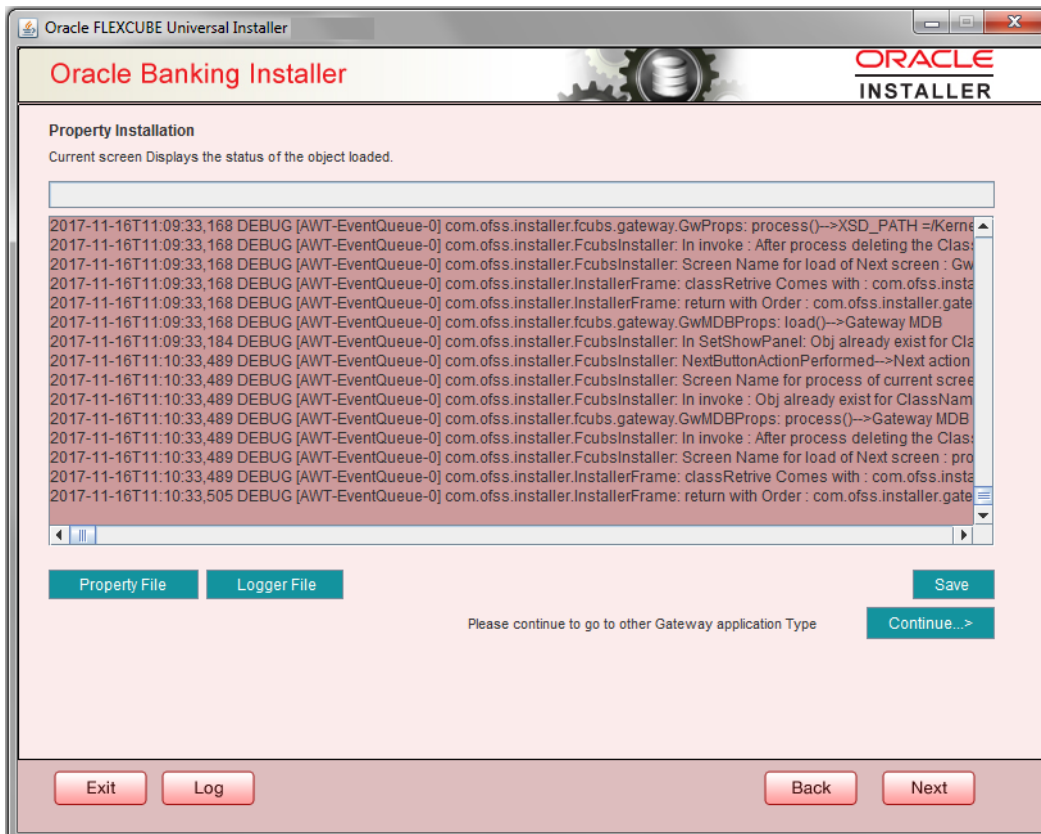 Oracle FLEXCUBE Universal Installer
Oracle Banking Installer
ORACLE
INSTALLER
Property Installation
Current screen Displays the status of the object loaded.
2017-11-16T11:09:33,168 DEBUG [AWT-EventQueue-0] com.ofss.installer.fcubs.gateway.GwProps: process()-->XSD_PATH =/Kerne
2017-11-16T11:09:33,168 DEBUG [AWT-EventQueue-0] com.ofss.installer.FcubsInstaller: In invoke : After process deleting the Clas
2017-11-16T11:09:33,168 DEBUG [AWT-EventQueue-0] com.ofss.installer.FcubsInstaller: Screen Name for load of Next screen : Gw
2017-11-16T11:09:33,168 DEBUG [AWT-EventQueue-0] com.ofss.installer.InstallerFrame: classRetrive Comes with : com.ofss.insta
2017-11-16T11:09:33,168 DEBUG [AWT-EventQueue-0] com.ofss.installer.InstallerFrame: return with Order : com.ofss.installer.gate
2017-11-16T11:09:33,168 DEBUG [AWT-EventQueue-0] com.ofss.installer.fcubs.gateway.GwMDBProps: load()-->Gateway MDB
2017-11-16T11:09:33,184 DEBUG [AWT-EventQueue-0] com.ofss.installer.FcubsInstaller: In SetShowPanel: Obj already exist for Cla
2017-11-16T11:10:33,489 DEBUG [AWT-EventQueue-0] com.ofss.installer.FcubsInstaller: NextButtonActionPerformed-->Next action
2017-11-16T11:10:33,489 DEBUG [AWT-EventQueue-0] com.ofss.installer.FcubsInstaller: Screen Name for process of current scree
2017-11-16T11:10:33,489 DEBUG [AWT-EventQueue-0] com.ofss.installer.FcubsInstaller: In invoke : Obj already exist for ClassNam
2017-11-16T11:10:33,489 DEBUG [AWT-EventQueue-0] com.ofss.installer.fcubs.gateway.GwMDBProps: process()-->Gateway MDB
2017-11-16T11:10:33,489 DEBUG [AWT-EventQueue-0] com.ofss.installer.FcubsInstaller: In invoke : After process deleting the Clas
2017-11-16T11:10:33,489 DEBUG [AWT-EventQueue-0] com.ofss.installer.FcubsInstaller: Screen Name for load of Next screen : pro
2017-11-16T11:10:33,489 DEBUG [AWT-EventQueue-0] com.ofss.installer.InstallerFrame: classRetrive Comes with : com.ofss.insta
2017-11-16T11:10:33,505 DEBUG [AWT-EventQueue-0] com.ofss.installer.InstallerFrame: return with Order : com.ofss.installer.gate
Property File Logger File Save
Please continue to go to other Gateway application Type Continue...>
Exit Log Back Next